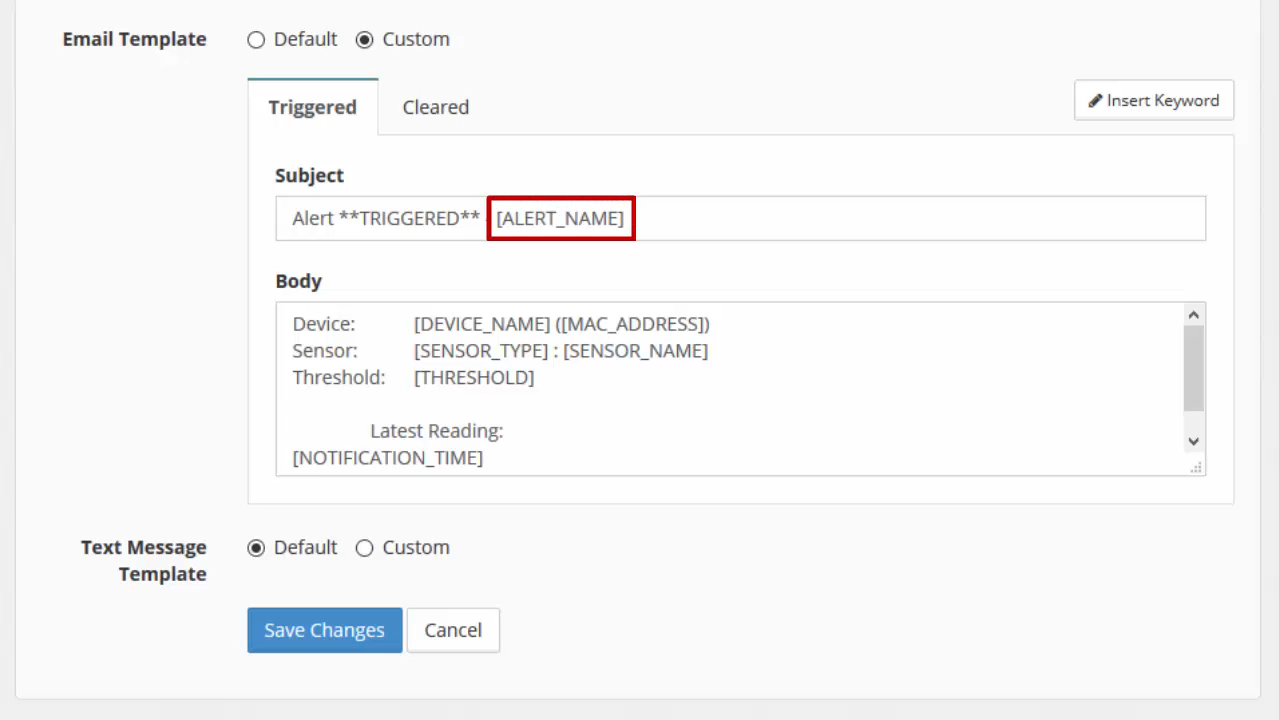 Email Template Default Custom
Triggered Cleared Insert Keyword
Subject
Alert **TRIGGERED** - [ALERT_NAME]
Body
Device: [DEVICE_NAME] ([MAC_ADDRESS])
Sensor: [SENSOR_TYPE] : [SENSOR_NAME]
Threshold: [THRESHOLD]
Latest Reading:
[NOTIFICATION_TIME]
Text Message Default Custom
Template
Save Changes Cancel